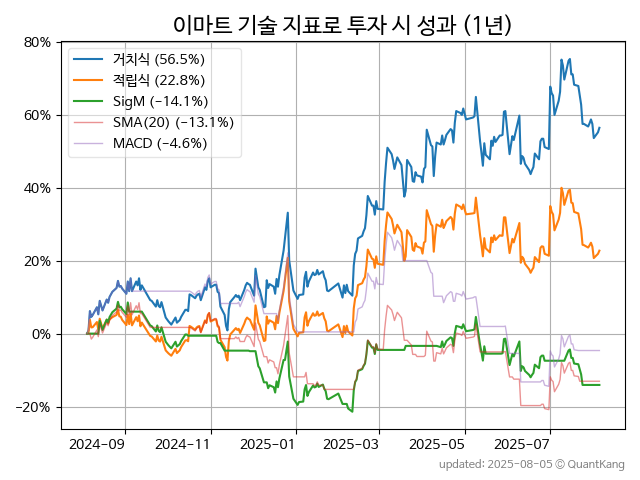 이마트 기술 지표로 투자 시 성과 (1년)
80%
60%
40%
20%
0%
−20%
거치식 (56.5%)
적립식 (22.8%)
SigM (−14.1%)
SMA(20) (−13.1%)
MACD (−4.6%)
2024-09 2024-11 2025-01 2025-03 2025-05 2025-07
updated: 2025-08-05 ⓒ QuantKang